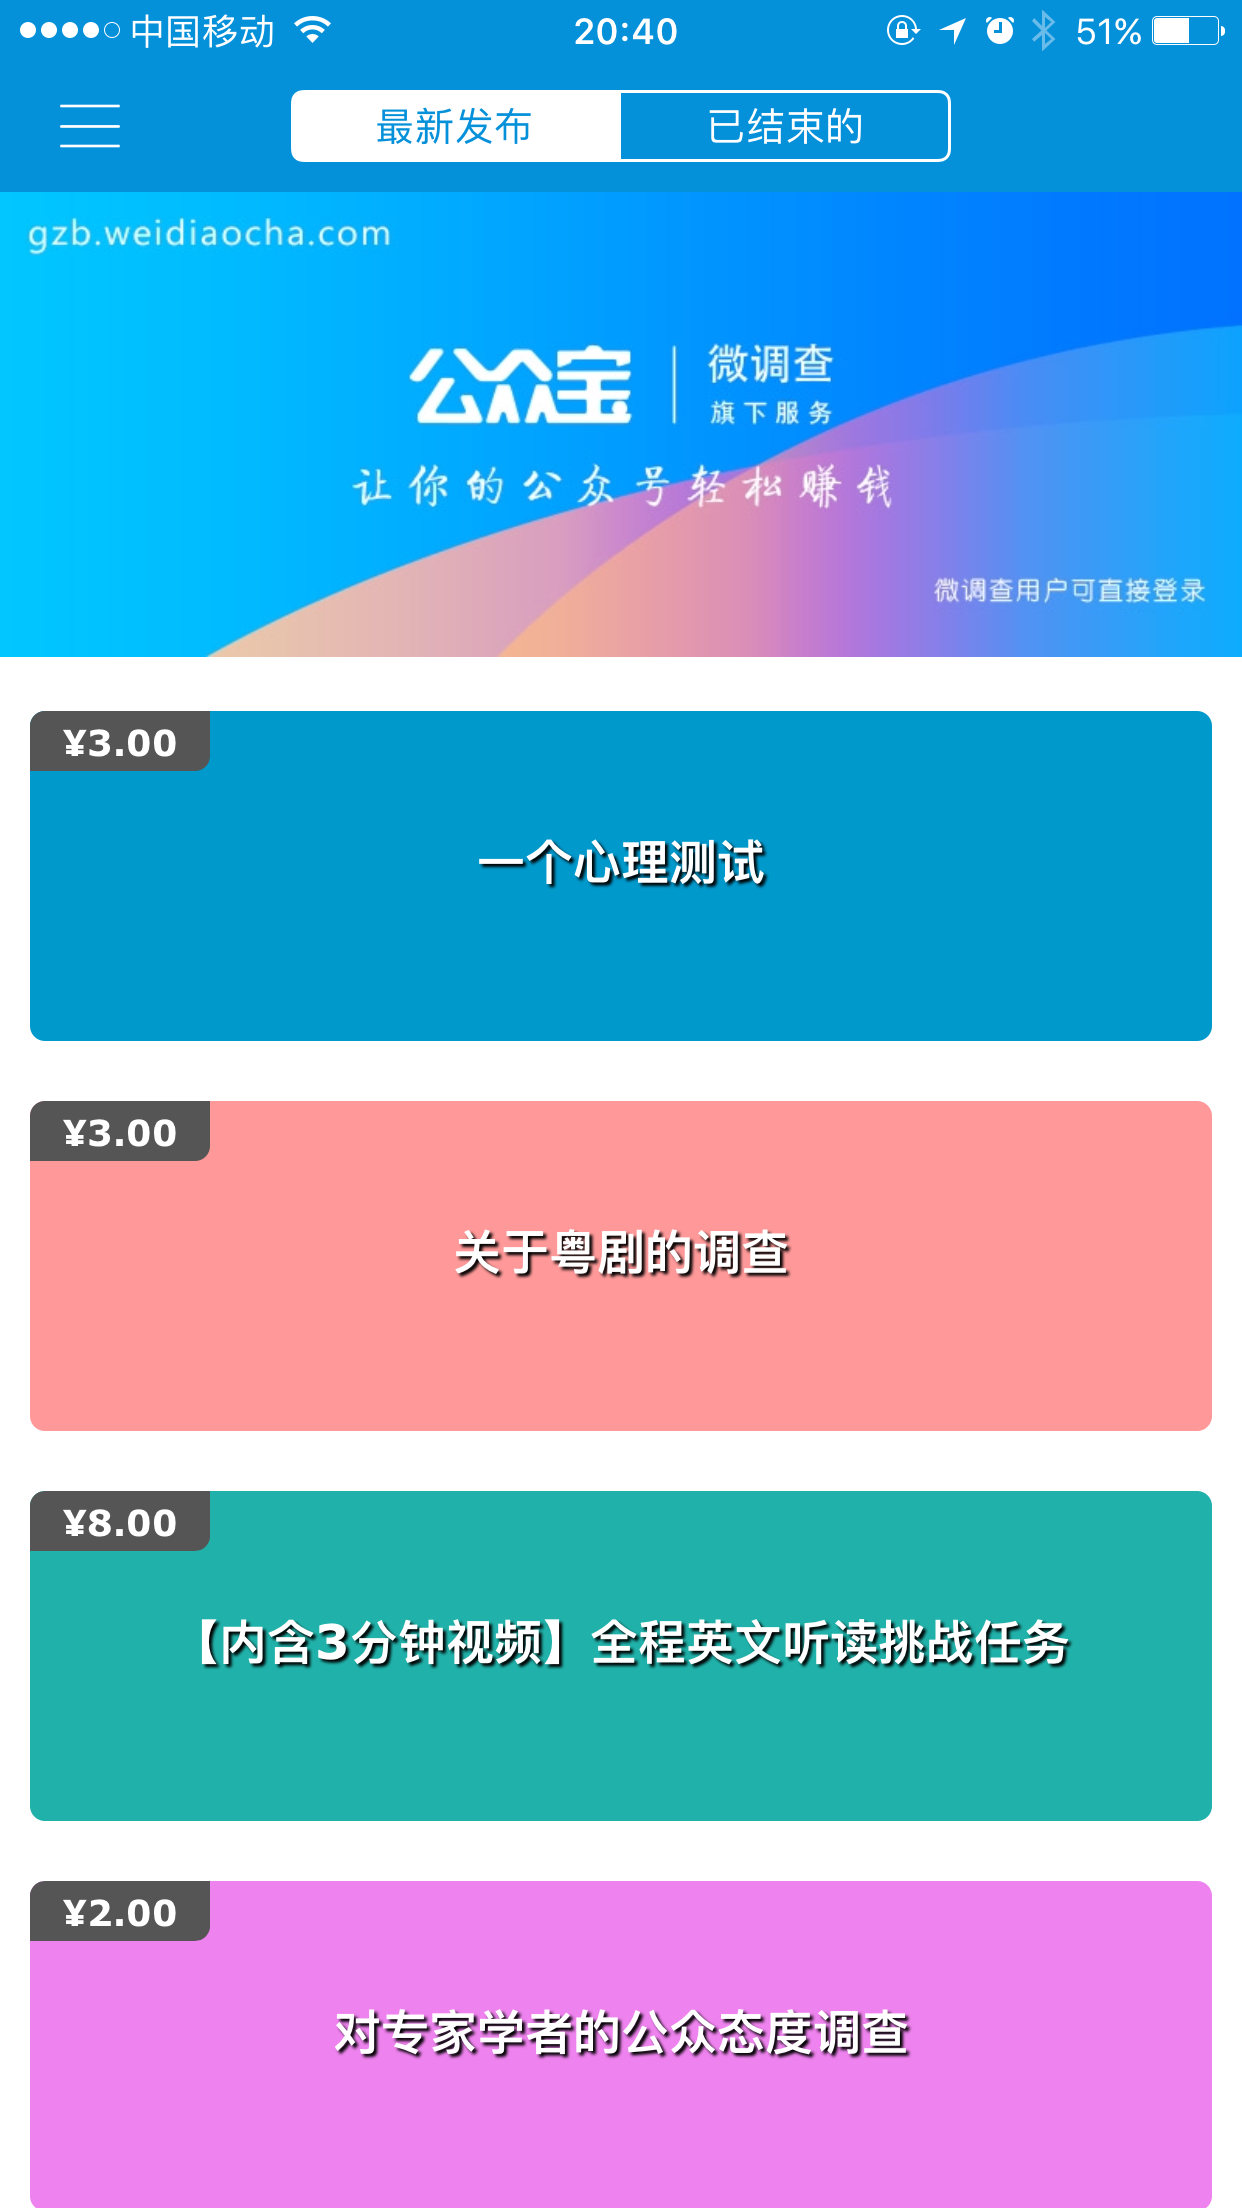 中国移动 20:40 51%
最新发布 已结束的
gzb.weidiaocha.com
公众宝 微调查
旗下服务
让你的公众号轻松赚钱
微调查用户可直接登录
¥3.00
一个心理测试
¥3.00
关于粤剧的调查
¥8.00
【内含3分钟视频】全程英文听读挑战任务
¥2.00
对专家学者的公众态度调查